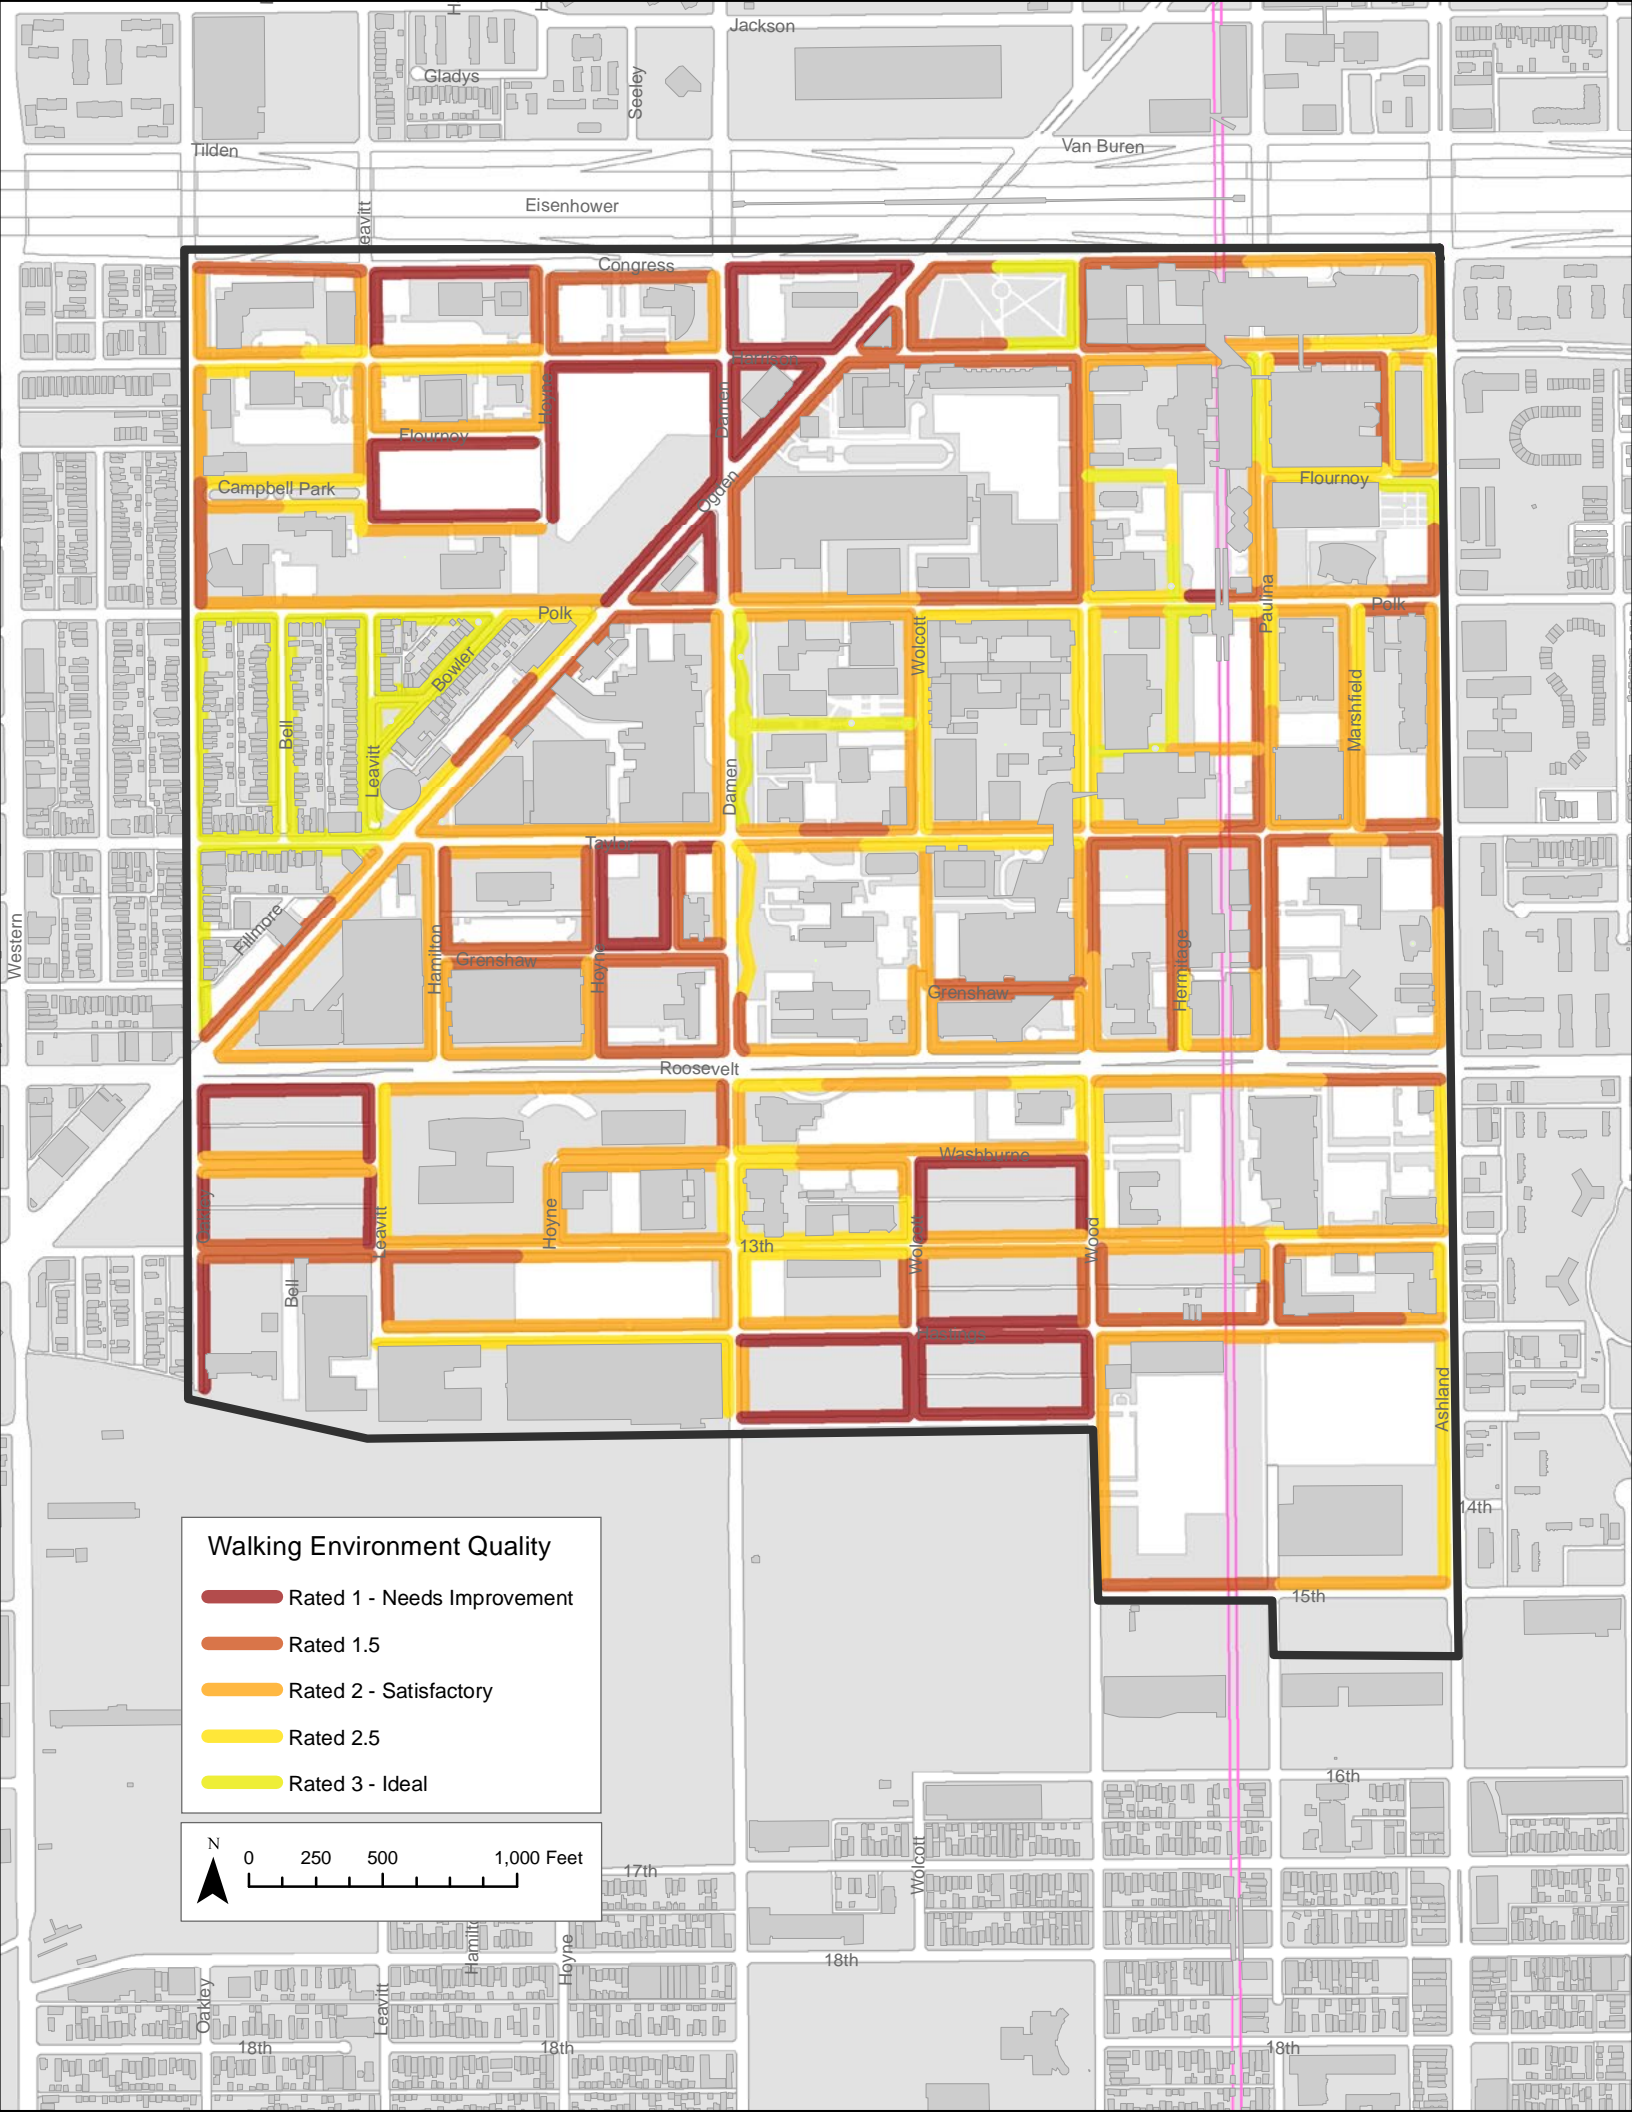 Jackson
Gladys
Seeley
Tilden
Van Buren
Eisenhower
Leavitt
Congress
Harrison
Damen
Hoyne
Flournoy
Campbell Park
Ogden
Flournoy
Polk
Paulina
Polk
Bowler
Bell
Leavitt
Wolcott
Marshfield
Damen
Taylor
Western
Fillmore
Hamilton
Grenshaw
Hoyne
Grenshaw
Hermitage
Roosevelt
Washburne
Oakley
Leavitt
Hoyne
13th
Wolcott
Wood
Bell
Hastings
Ashland
14th
15th
Walking Environment Quality
Rated 1 - Needs Improvement
Rated 1.5
Rated 2 - Satisfactory
Rated 2.5
Rated 3 - Ideal
N
0 250 500 1,000 Feet
16th
17th
Wolcott
18th
Hoyne
Oakley
Leavitt
18th
18th
18th